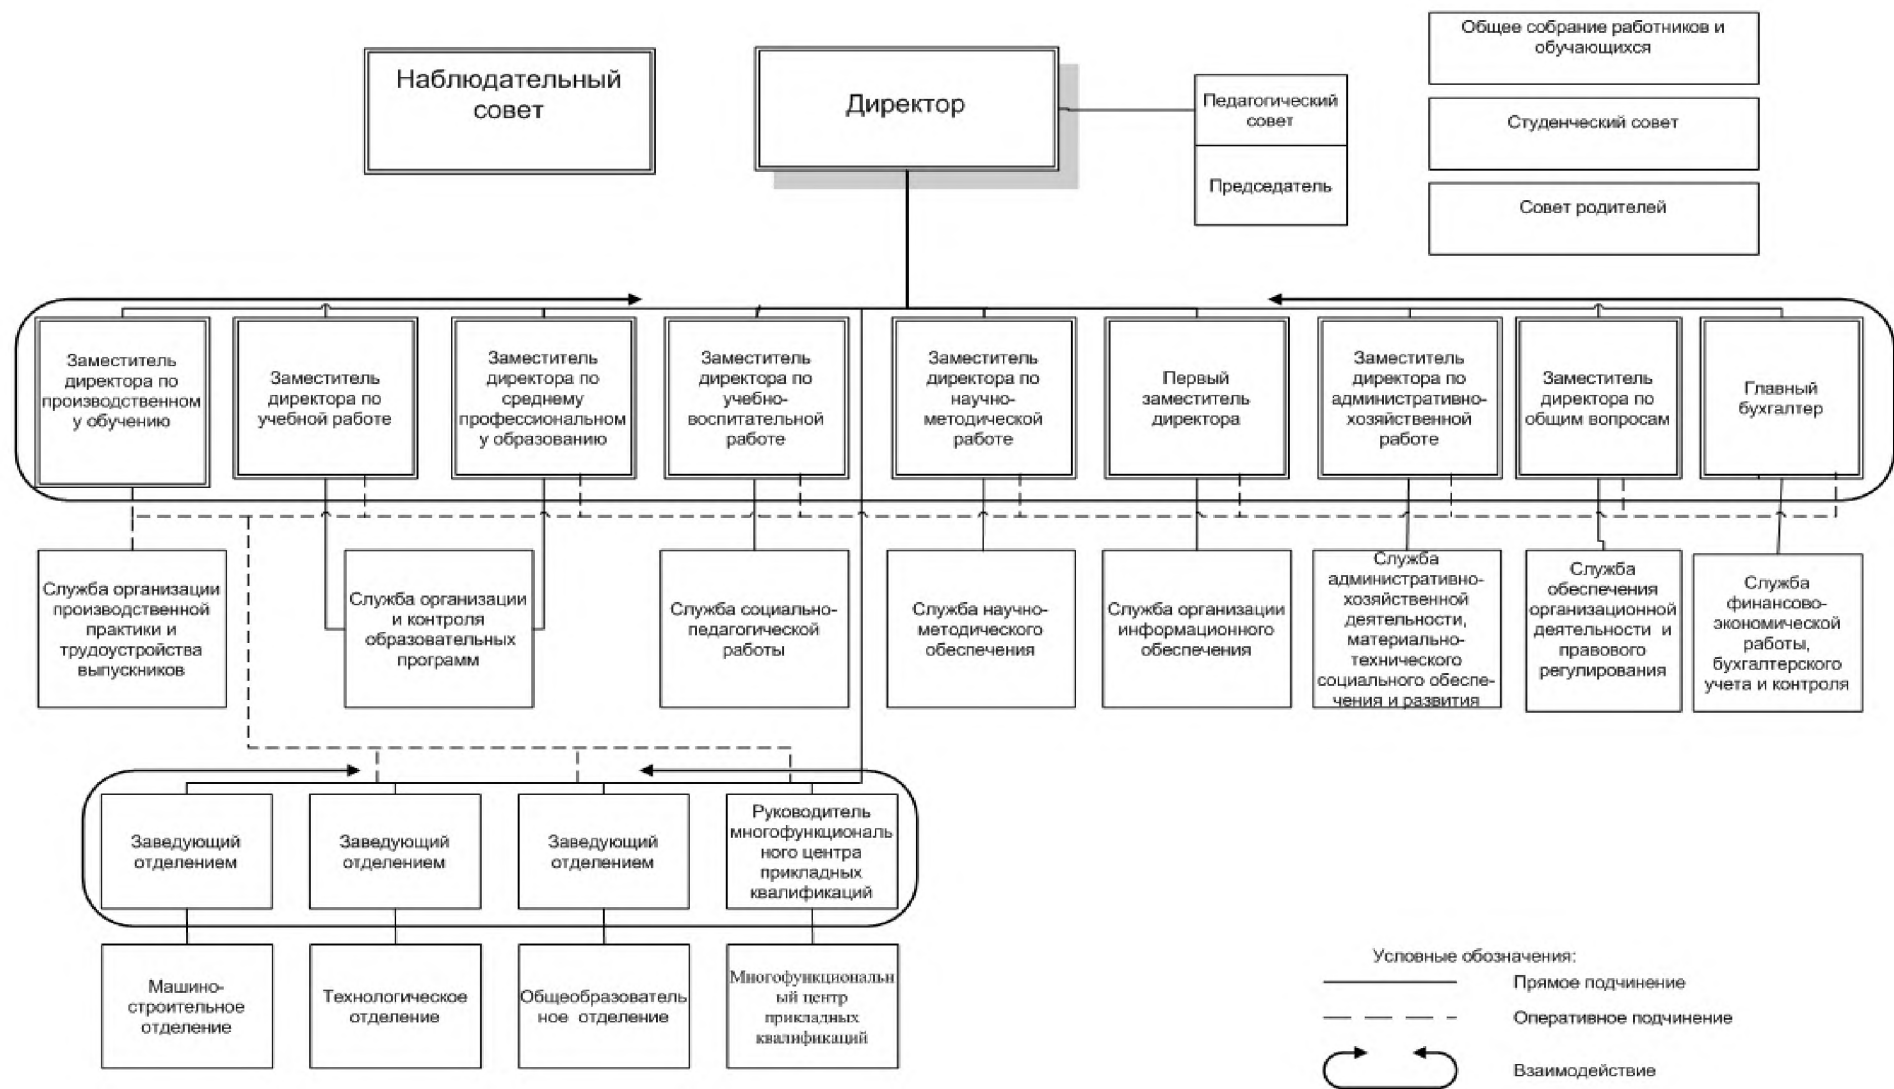 Наблюдательный
совет
Директор
Педагогический
совет
Председатель
Общее собрание работников и
обучающихся
Студенческий совет
Совет родителей
Заместитель
директора по
производственном
у обучению
Заместитель
директора по
учебной работе
Заместитель
директора по
среднему
профессиональном
у образованию
Заместитель
директора по
учебно-
воспитательной
работе
Заместитель
директора по
научно-
методической
работе
Первый
заместитель
директора
Заместитель
директора по
административно-
хозяйственной
работе
Заместитель
директора по
общим вопросам
Главный
бухгалтер
Служба организации
производственной
практики и
трудоустройства
выпускников
Служба организации
и контроля
образовательных
программ
Служба социально-
педагогической
работы
Служба научно-
методического
обеспечения
Служба организации
информационного
обеспечения
Служба
административно-
хозяйственной
деятельности,
материально-
технического
социального обеспе-
чения и развития
Служба
обеспечения
организационной
деятельности и
правового
регулирования
Служба
финансово-
экономической
работы,
бухгалтерского
учета и контроля
Заведующий
отделением
Заведующий
отделением
Заведующий
отделением
Руководитель
многофункциональ
ного центра
прикладных
квалификаций
Машино-
строительное
отделение
Технологическое
отделение
Общеобразователь
ное отделение
Многофункциональн
ый центр
прикладных
квалификаций
Условные обозначения:
Прямое подчинение
Оперативное подчинение
Взаимодействие